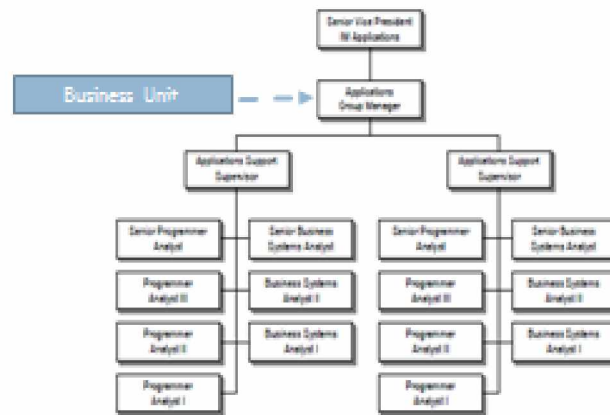 Senior Vice President
IM Applications
Business Unit
Applications
Group Manager
Applications Support
Supervisor
Applications Support
Supervisor
Senior Programmer
Analyst
Senior Business
Systems Analyst
Senior Programmer
Analyst
Senior Business
Systems Analyst
Programmer
Analyst III
Business Systems
Analyst II
Programmer
Analyst III
Business Systems
Analyst II
Programmer
Analyst II
Business Systems
Analyst I
Programmer
Analyst II
Business Systems
Analyst I
Programmer
Analyst I
Programmer
Analyst I